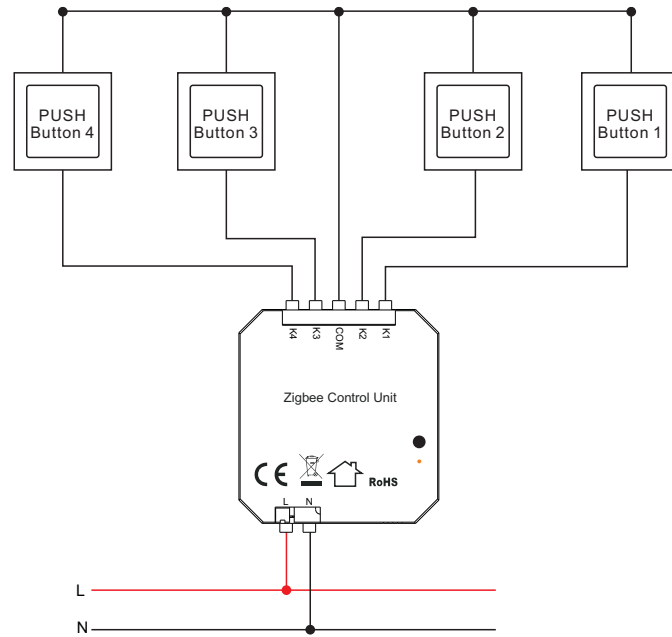 PUSH
Button 4
PUSH
Button 3
PUSH
Button 2
PUSH
Button 1
K4
K3
COM
K2
K1
Zigbee Control Unit
CE
RoHS
L
N
L
N